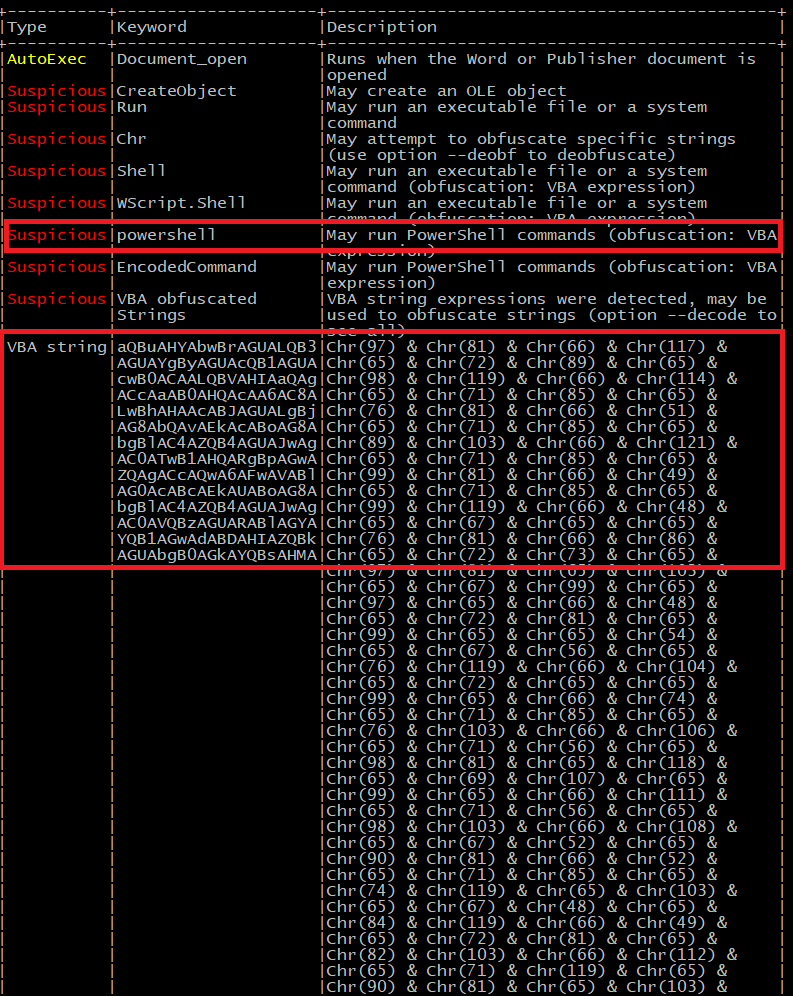 +----------+--------------------+---------------------------------------------+
|Type      |Keyword             |Description                                  |
+----------+--------------------+---------------------------------------------+
|AutoExec  |Document_open       |Runs when the Word or Publisher document is  |
|          |                    |opened                                       |
|Suspicious|CreateObject        |May create an OLE object                     |
|Suspicious|Run                 |May run an executable file or a system       |
|          |                    |command                                      |
|Suspicious|Chr                 |May attempt to obfuscate specific strings    |
|          |                    |(use option --deobf to deobfuscate)          |
|Suspicious|Shell               |May run an executable file or a system       |
|          |                    |command (obfuscation: VBA expression)        |
|Suspicious|WScript.Shell       |May run an executable file or a system       |
|          |                    |command (obfuscation: VBA expression)        |
|Suspicious|powershell          |May run PowerShell commands (obfuscation: VBA|
|          |                    |expression)                                  |
|Suspicious|EncodedCommand      |May run PowerShell commands (obfuscation: VBA|
|          |                    |expression)                                  |
|Suspicious|VBA obfuscated      |VBA string expressions were detected, may be |
|          |Strings             |used to obfuscate strings (option --decode to|
|          |                    |see all)                                     |
|VBA string|aQBuAHYAbwBrAGUALQB3|Chr(97) & Chr(81) & Chr(66) & Chr(117) &     |
|          |AGUAYgByAGUAcQB1AGUA|Chr(65) & Chr(72) & Chr(89) & Chr(65) &      |
|          |cwB0ACAALQBVAHIAaQAg|Chr(98) & Chr(119) & Chr(66) & Chr(114) &    |
|          |ACcAaAB0AHQAcAA6AC8A|Chr(65) & Chr(71) & Chr(85) & Chr(65) &      |
|          |LwBhAHAAcABJAGUALgBj|Chr(76) & Chr(81) & Chr(66) & Chr(51) &      |
|          |AG8AbQAvAEkAcABoAG8A|Chr(65) & Chr(71) & Chr(85) & Chr(65) &      |
|          |bgBlAC4AZQB4AGUAJwAg|Chr(89) & Chr(103) & Chr(66) & Chr(121) &    |
|          |AC0ATwB1AHQARgBpAGwA|Chr(65) & Chr(71) & Chr(85) & Chr(65) &      |
|          |ZQAgACcAQwA6AFwAVABl|Chr(99) & Chr(81) & Chr(66) & Chr(49) &      |
|          |AG0AcABcAEkAUABoAG8A|Chr(65) & Chr(71) & Chr(85) & Chr(65) &      |
|          |bgBlAC4AZQB4AGUAJwAg|Chr(99) & Chr(119) & Chr(66) & Chr(48) &     |
|          |AC0AVQBzAGUARABlAGYA|Chr(65) & Chr(67) & Chr(65) & Chr(65) &      |
|          |YQB1AGwAdABDAHIAZQBk|Chr(76) & Chr(81) & Chr(66) & Chr(86) &      |
|          |AGUAbgB0AGkAYQBsAHMA|Chr(65) & Chr(72) & Chr(73) & Chr(65) &      |
|          |                    |Chr(97) & Chr(81) & Chr(65) & Chr(103) &     |
|          |                    |Chr(65) & Chr(67) & Chr(99) & Chr(65) &      |
|          |                    |Chr(97) & Chr(65) & Chr(66) & Chr(48) &      |
|          |                    |Chr(65) & Chr(72) & Chr(81) & Chr(65) &      |
|          |                    |Chr(99) & Chr(65) & Chr(65) & Chr(54) &      |
|          |                    |Chr(65) & Chr(67) & Chr(56) & Chr(65) &      |
|          |                    |Chr(76) & Chr(119) & Chr(66) & Chr(104) &    |
|          |                    |Chr(65) & Chr(72) & Chr(65) & Chr(65) &      |
|          |                    |Chr(99) & Chr(65) & Chr(66) & Chr(74) &      |
|          |                    |Chr(65) & Chr(71) & Chr(85) & Chr(65) &      |
|          |                    |Chr(76) & Chr(103) & Chr(66) & Chr(106) &    |
|          |                    |Chr(65) & Chr(71) & Chr(56) & Chr(65) &      |
|          |                    |Chr(98) & Chr(81) & Chr(65) & Chr(118) &     |
|          |                    |Chr(65) & Chr(69) & Chr(107) & Chr(65) &     |
|          |                    |Chr(99) & Chr(65) & Chr(66) & Chr(111) &     |
|          |                    |Chr(65) & Chr(71) & Chr(56) & Chr(65) &      |
|          |                    |Chr(98) & Chr(103) & Chr(66) & Chr(108) &    |
|          |                    |Chr(65) & Chr(67) & Chr(52) & Chr(65) &      |
|          |                    |Chr(90) & Chr(81) & Chr(66) & Chr(52) &      |
|          |                    |Chr(65) & Chr(71) & Chr(85) & Chr(65) &      |
|          |                    |Chr(74) & Chr(119) & Chr(65) & Chr(103) &    |
|          |                    |Chr(65) & Chr(67) & Chr(48) & Chr(65) &      |
|          |                    |Chr(84) & Chr(119) & Chr(66) & Chr(49) &     |
|          |                    |Chr(65) & Chr(72) & Chr(81) & Chr(65) &      |
|          |                    |Chr(82) & Chr(103) & Chr(66) & Chr(112) &    |
|          |                    |Chr(65) & Chr(71) & Chr(119) & Chr(65) &     |
|          |                    |Chr(90) & Chr(81) & Chr(65) & Chr(103) &     |